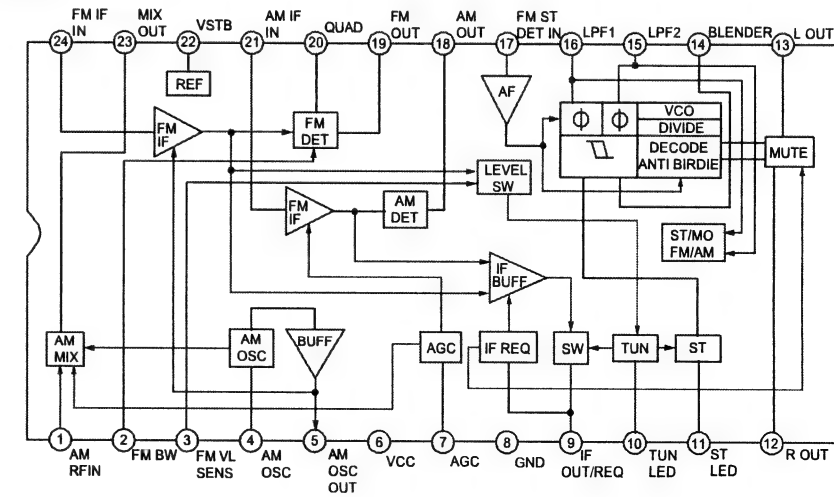 FM IF IN
MIX OUT
VSTB
AM IF IN
QUAD
FM OUT
AM OUT
FM ST DET IN
LPF1
LPF2
BLENDER
L OUT
24
23
22
21
20
19
18
17
16
15
14
13
REF
AF
FM IF
FM DET
ϕ
ϕ
VCO
DIVIDE
DECODE
ANTI BIRDIE
MUTE
LEVEL SW
FM IF
AM DET
ST/MO
FM/AM
IF BUFF
AM MIX
AM OSC
BUFF
AGC
IF REQ
SW
TUN
ST
1
2
3
4
5
6
7
8
9
10
11
12
AM RFIN
FM BW
FM VL SENS
AM OSC
AM OSC OUT
VCC
AGC
GND
IF OUT/REQ
TUN LED
ST LED
R OUT